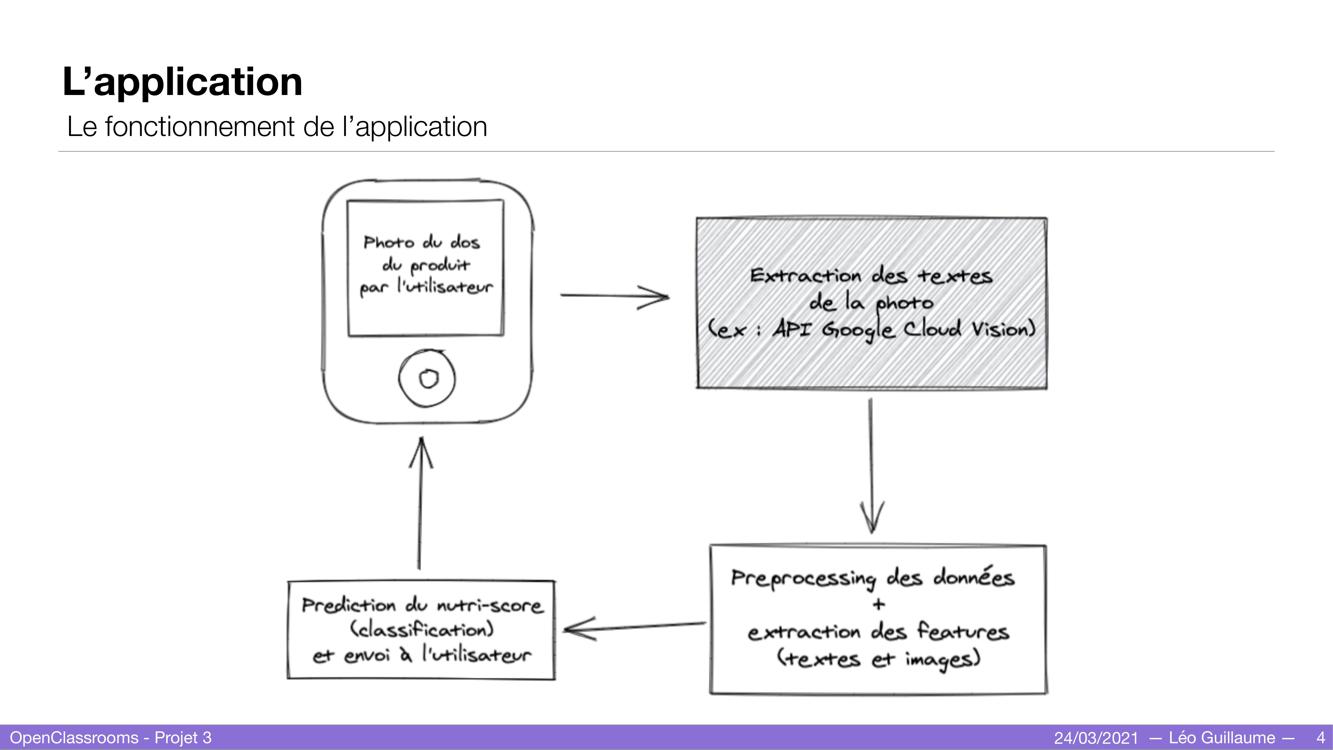 L’application
Le fonctionnement de l’application
Photo du dos
du produit
par l'utilisateur
Extraction des textes
de la photo
(ex : API Google Cloud Vision)
Preprocessing des données
+
extraction des features
(textes et images)
Prediction du nutri-score
(classification)
et envoi à l'utilisateur
OpenClassrooms - Projet 3
24/03/2021 — Léo Guillaume — 4